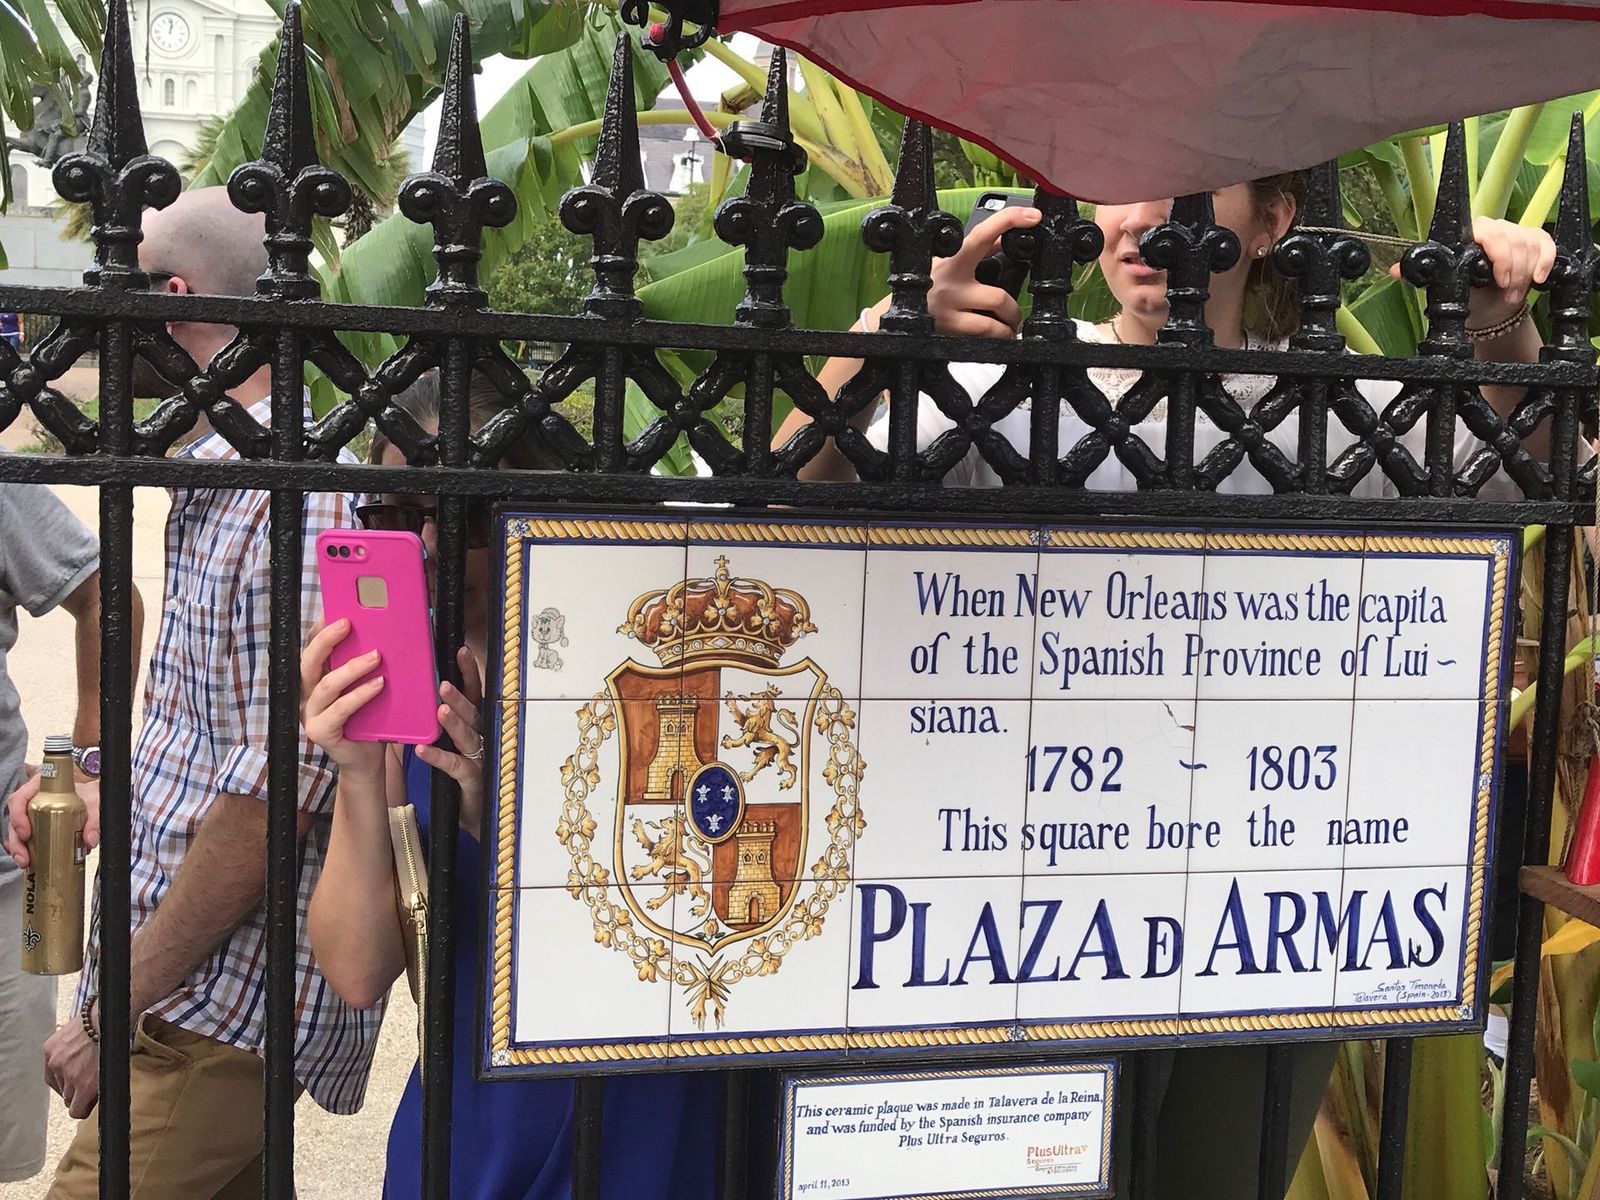 When New Orleans was the capita
of the Spanish Province of Lui~
siana.
1782 ~ 1803
This square bore the name
PLAZA DE ARMAS
Santos Timoneda
Talavera (Spain-2013)
This ceramic plaque was made in Talavera de la Reina,
and was funded by the Spanish insurance company
Plus Ultra Seguros.
PlusUltra
Seguros
april 11, 2013
NOLA